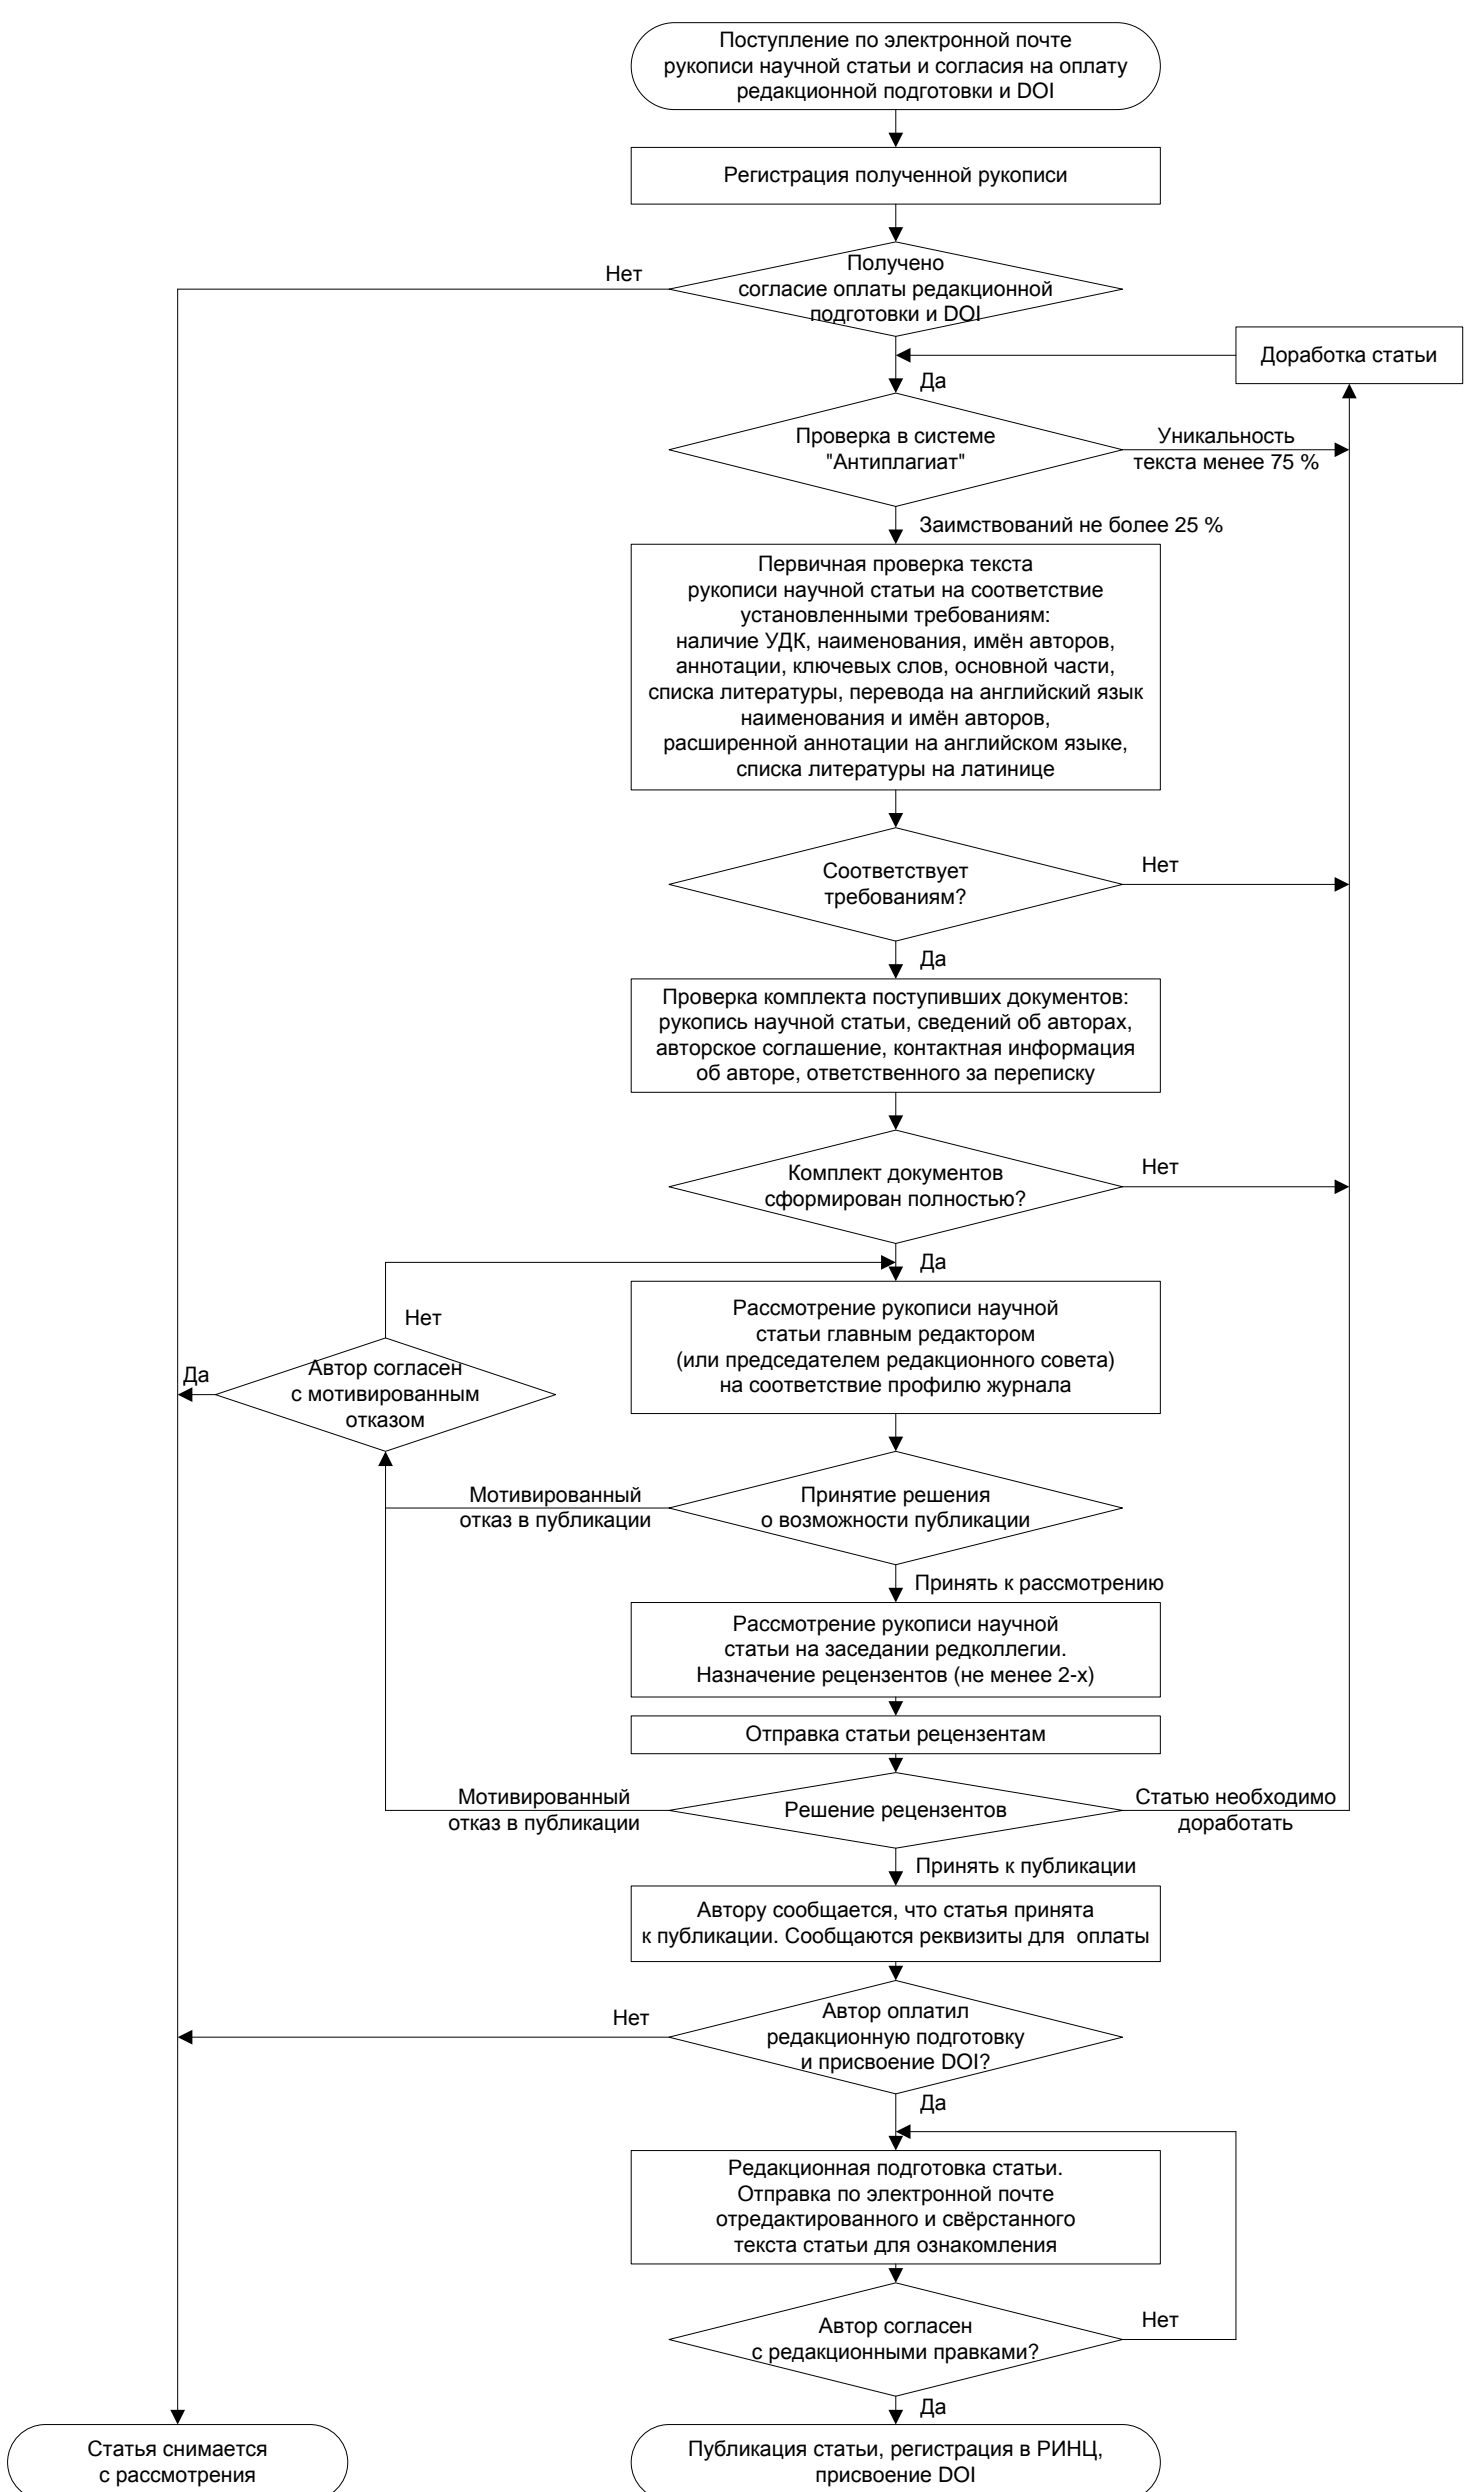 Поступление по электронной почте
рукописи научной статьи и согласия на оплату
редакционной подготовки и DOI
Регистрация полученной рукописи
Нет
Получено
согласие оплаты редакционной
подготовки и DOI
Доработка статьи
Да
Проверка в системе
"Антиплагиат"
Уникальность
текста менее 75 %
Заимствований не более 25 %
Первичная проверка текста
рукописи научной статьи на соответствие
установленными требованиям:
наличие УДК, наименования, имён авторов,
аннотации, ключевых слов, основной части,
списка литературы, перевода на английский язык
наименования и имён авторов,
расширенной аннотации на английском языке,
списка литературы на латинице
Соответствует
требованиям?
Нет
Да
Проверка комплекта поступивших документов:
рукопись научной статьи, сведений об авторах,
авторское соглашение, контактная информация
об авторе, ответственного за переписку
Комплект документов
сформирован полностью?
Нет
Да
Нет
Рассмотрение рукописи научной
статьи главным редактором
(или председателем редакционного совета)
на соответствие профилю журнала
Да
Автор согласен
с мотивированным
отказом
Мотивированный
отказ в публикации
Принятие решения
о возможности публикации
Принять к рассмотрению
Рассмотрение рукописи научной
статьи на заседании редколлегии.
Назначение рецензентов (не менее 2-х)
Отправка статьи рецензентам
Мотивированный
отказ в публикации
Решение рецензентов
Статью необходимо
доработать
Принять к публикации
Автору сообщается, что статья принята
к публикации. Сообщаются реквизиты для оплаты
Нет
Автор оплатил
редакционную подготовку
и присвоение DOI?
Да
Редакционная подготовка статьи.
Отправка по электронной почте
отредактированного и свёрстанного
текста статьи для ознакомления
Автор согласен
с редакционными правками?
Нет
Да
Статья снимается
с рассмотрения
Публикация статьи, регистрация в РИНЦ,
присвоение DOI